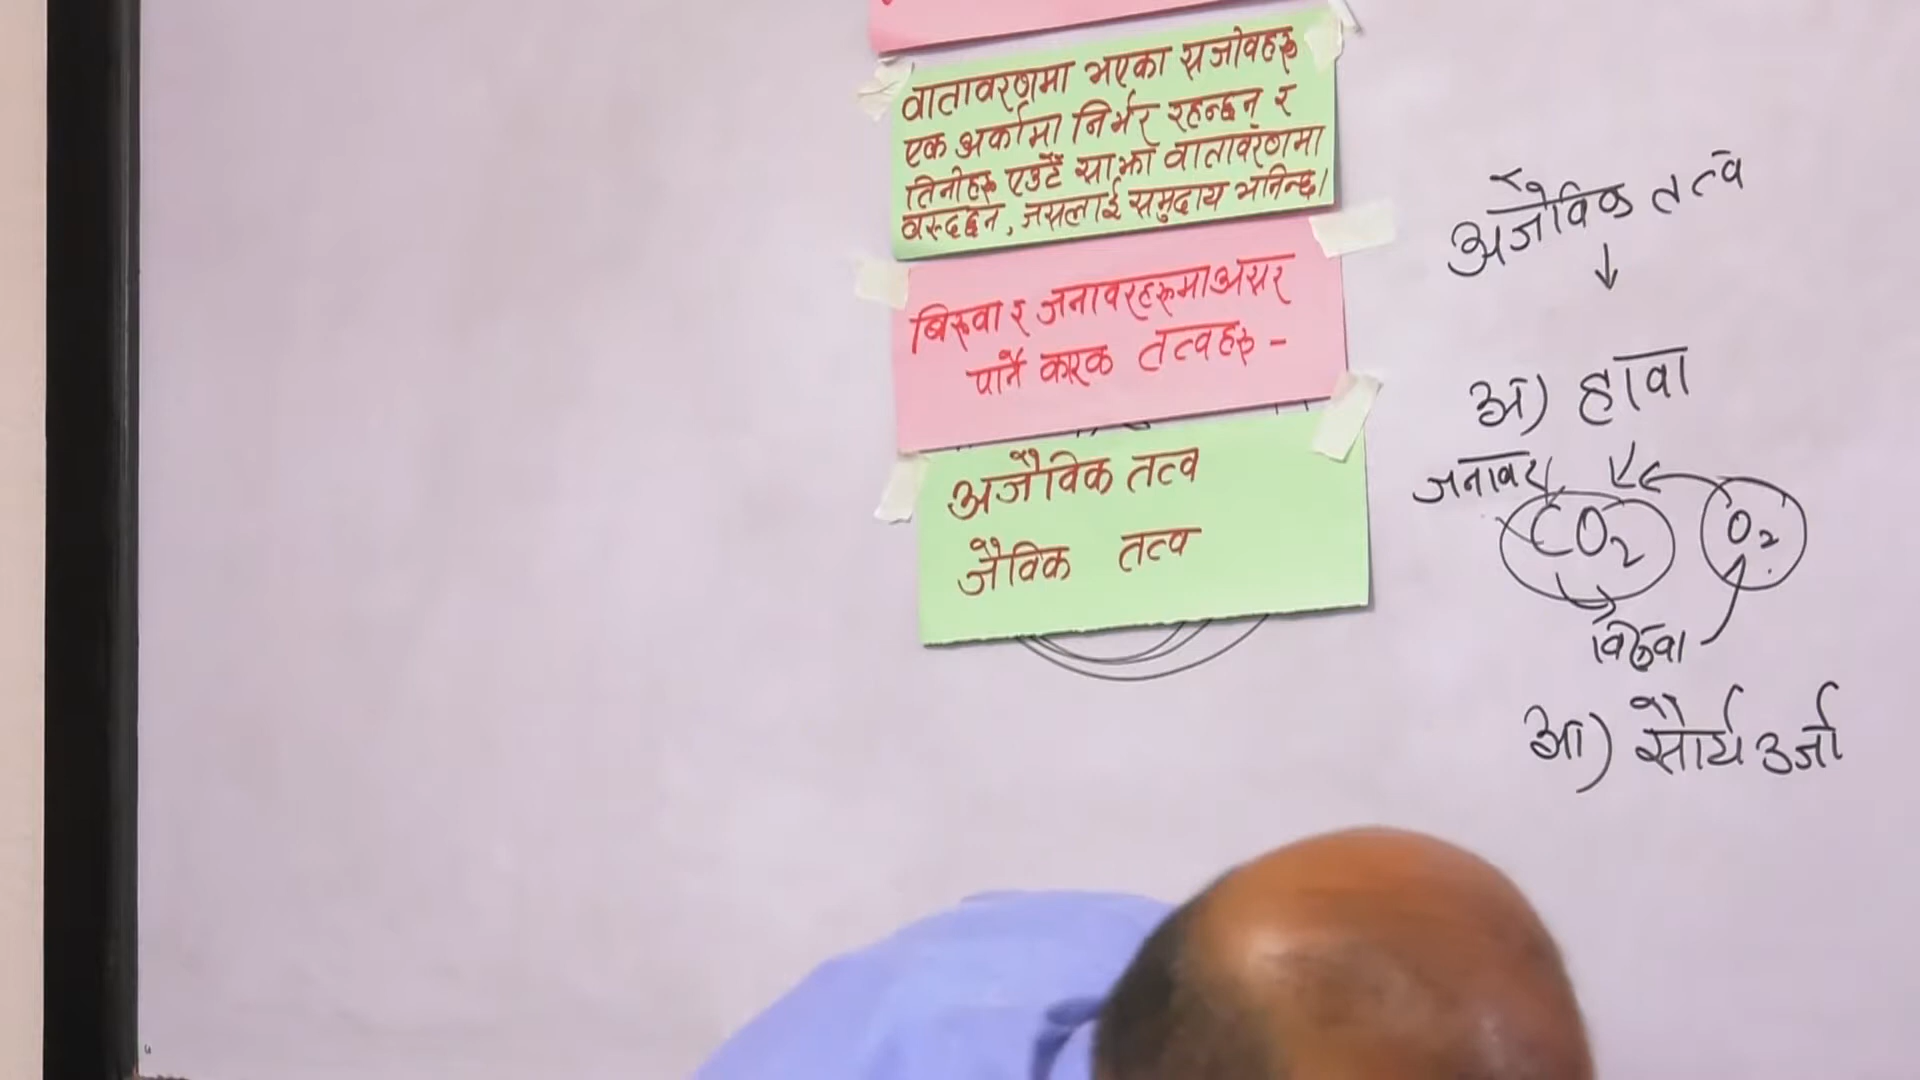 वातावरणमा भएका सजीवहरू
एक अर्कामा निर्भर रहन्छन् र
तिनीहरू एउटै साझा वातावरणमा
बस्दछन, जसलाई समुदाय भनिन्छ।
बिरुवा र जनावरहरूमा असर
पार्ने कारक तत्वहरु -
अजैविक तत्व
जैविक तत्व
अजैविक तत्व
↓
अ) हावा
जनावर
CO₂ O₂
बिरुवा
आ) सौर्य उर्जा